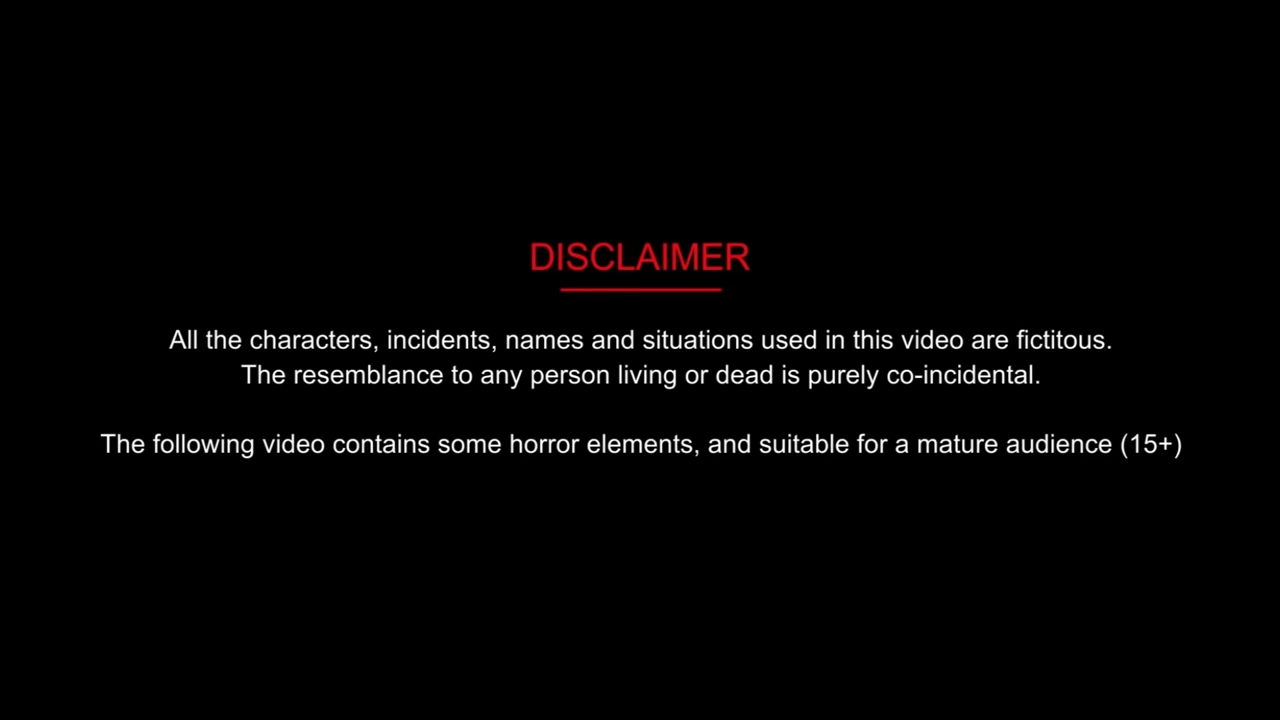 DISCLAIMER
All the characters, incidents, names and situations used in this video are fictitous.
The resemblance to any person living or dead is purely co-incidental.
The following video contains some horror elements, and suitable for a mature audience (15+)